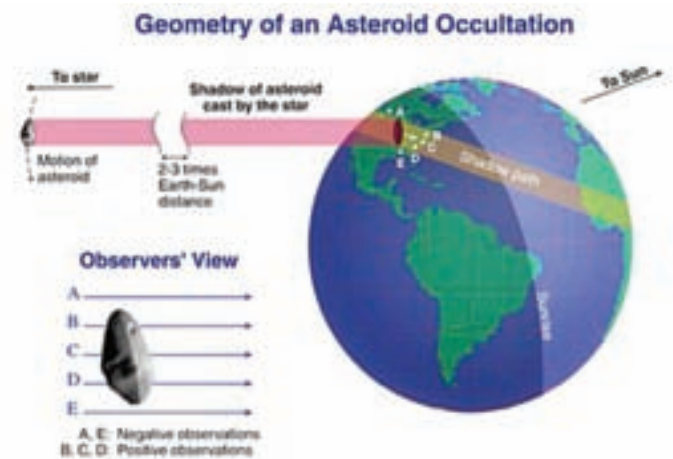 Geometry of an Asteroid Occultation
To star
Shadow of asteroid
cast by the star
To Sun
Motion of
asteroid
2-3 times
Earth-Sun
distance
A
B
C
D
E
Shadow path
Sunrise
Observers' View
A
B
C
D
E
A, E: Negative observations
B, C, D: Positive observations